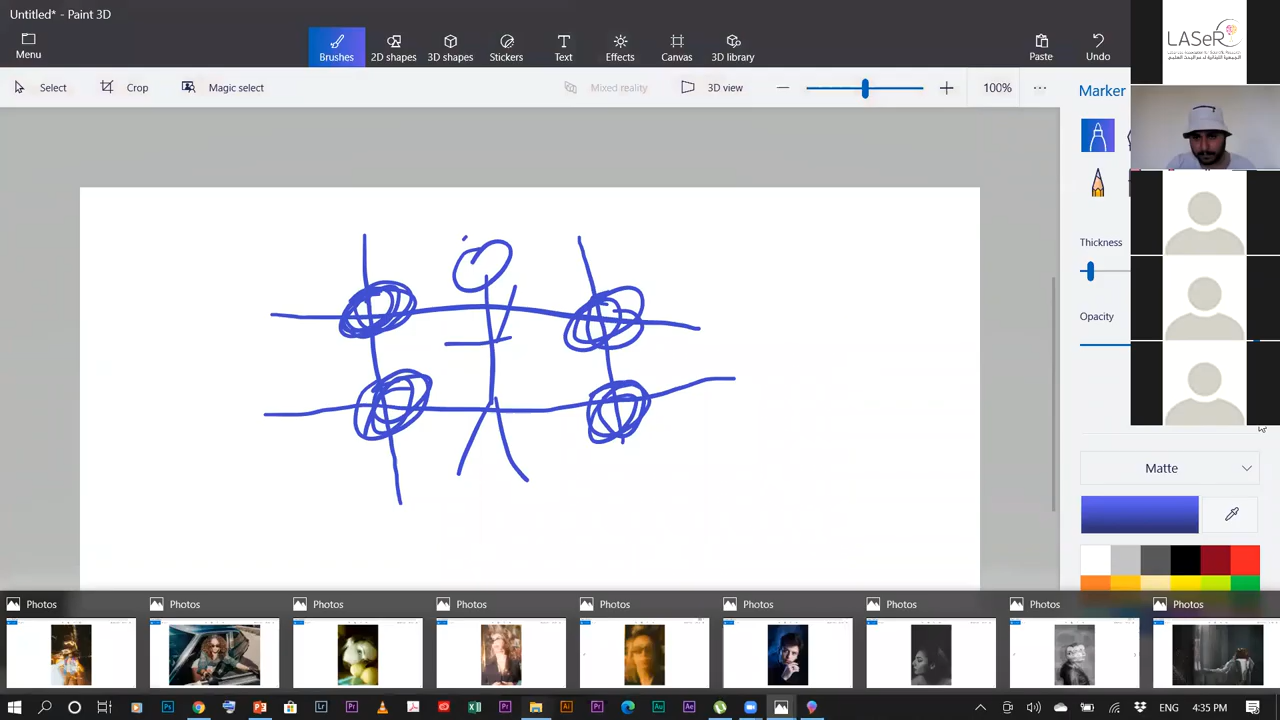 Untitled* - Paint 3D
Menu
Brushes
2D shapes
3D shapes
Stickers
Text
Effects
Canvas
3D library
Paste
Undo
LASeR
Select
Crop
Magic select
Mixed reality
3D view
100%
Marker
Thickness
Opacity
Matte
Photos
Photos
Photos
Photos
Photos
Photos
Photos
Photos
Photos
ENG
4:35 PM